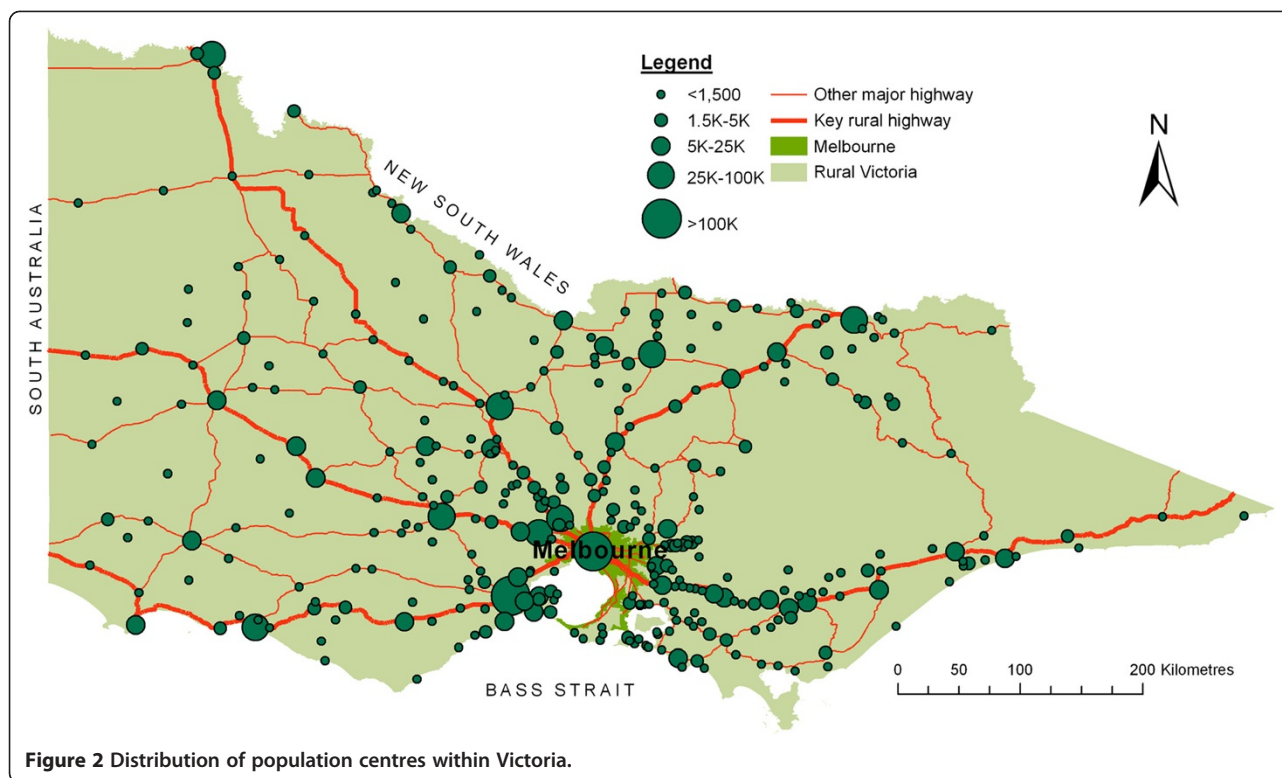 Legend
<1,500
1.5K-5K
5K-25K
25K-100K
>100K
Other major highway
Key rural highway
Melbourne
Rural Victoria
N
NEW SOUTH WALES
SOUTH AUSTRALIA
Melbourne
BASS STRAIT
0 50 100 200 Kilometres
Figure 2 Distribution of population centres within Victoria.